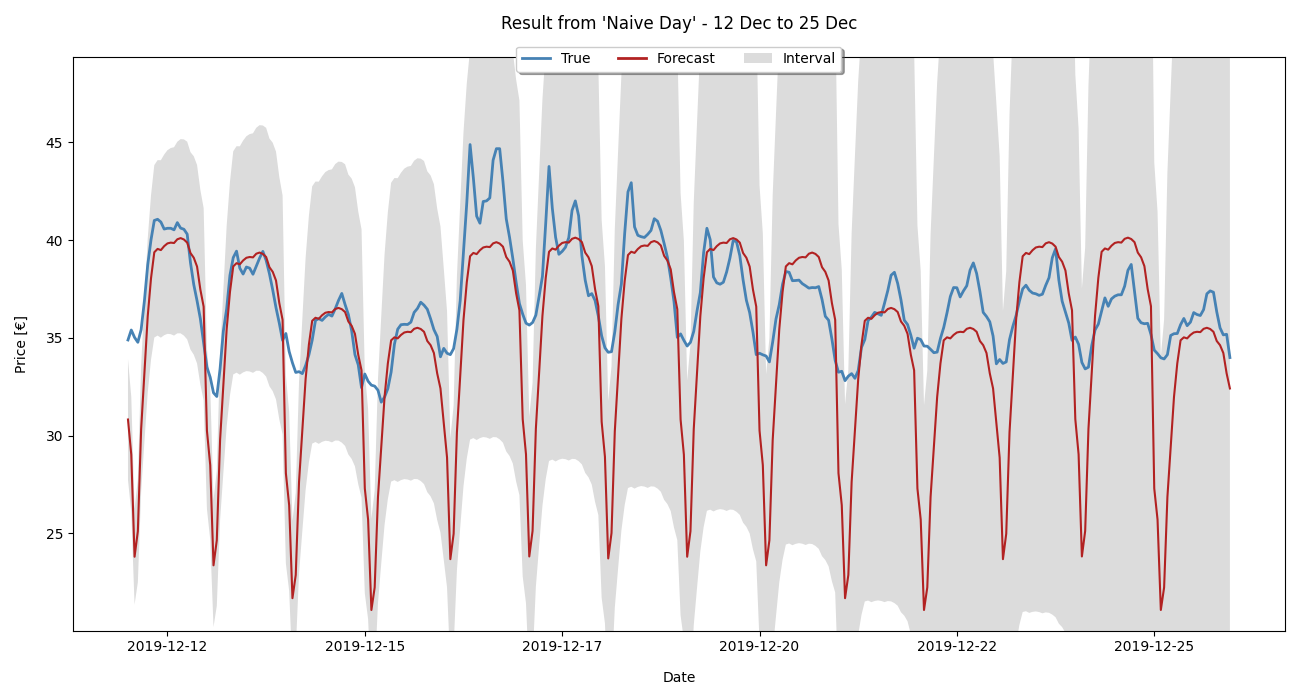 Result from 'Naive Day' - 12 Dec to 25 Dec
True Forecast Interval
45
40
35
30
25
Price [€]
2019-12-12 2019-12-15 2019-12-17 2019-12-20 2019-12-22 2019-12-25
Date